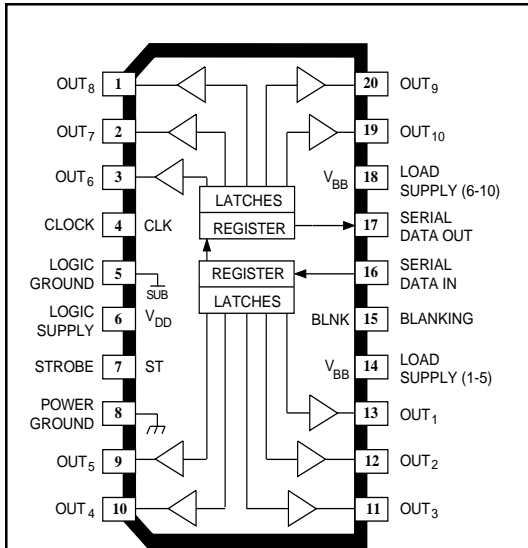 OUT8 1 20 OUT9
OUT7 2 19 OUT10
OUT6 3 VBB 18 LOAD SUPPLY (6-10)
LATCHES
REGISTER
CLOCK 4 CLK 17 SERIAL DATA OUT
LOGIC GROUND 5 SUB 16 SERIAL DATA IN
REGISTER
LATCHES
LOGIC SUPPLY 6 VDD BLNK 15 BLANKING
STROBE 7 ST VBB 14 LOAD SUPPLY (1-5)
POWER GROUND 8 13 OUT1
OUT5 9 12 OUT2
OUT4 10 11 OUT3